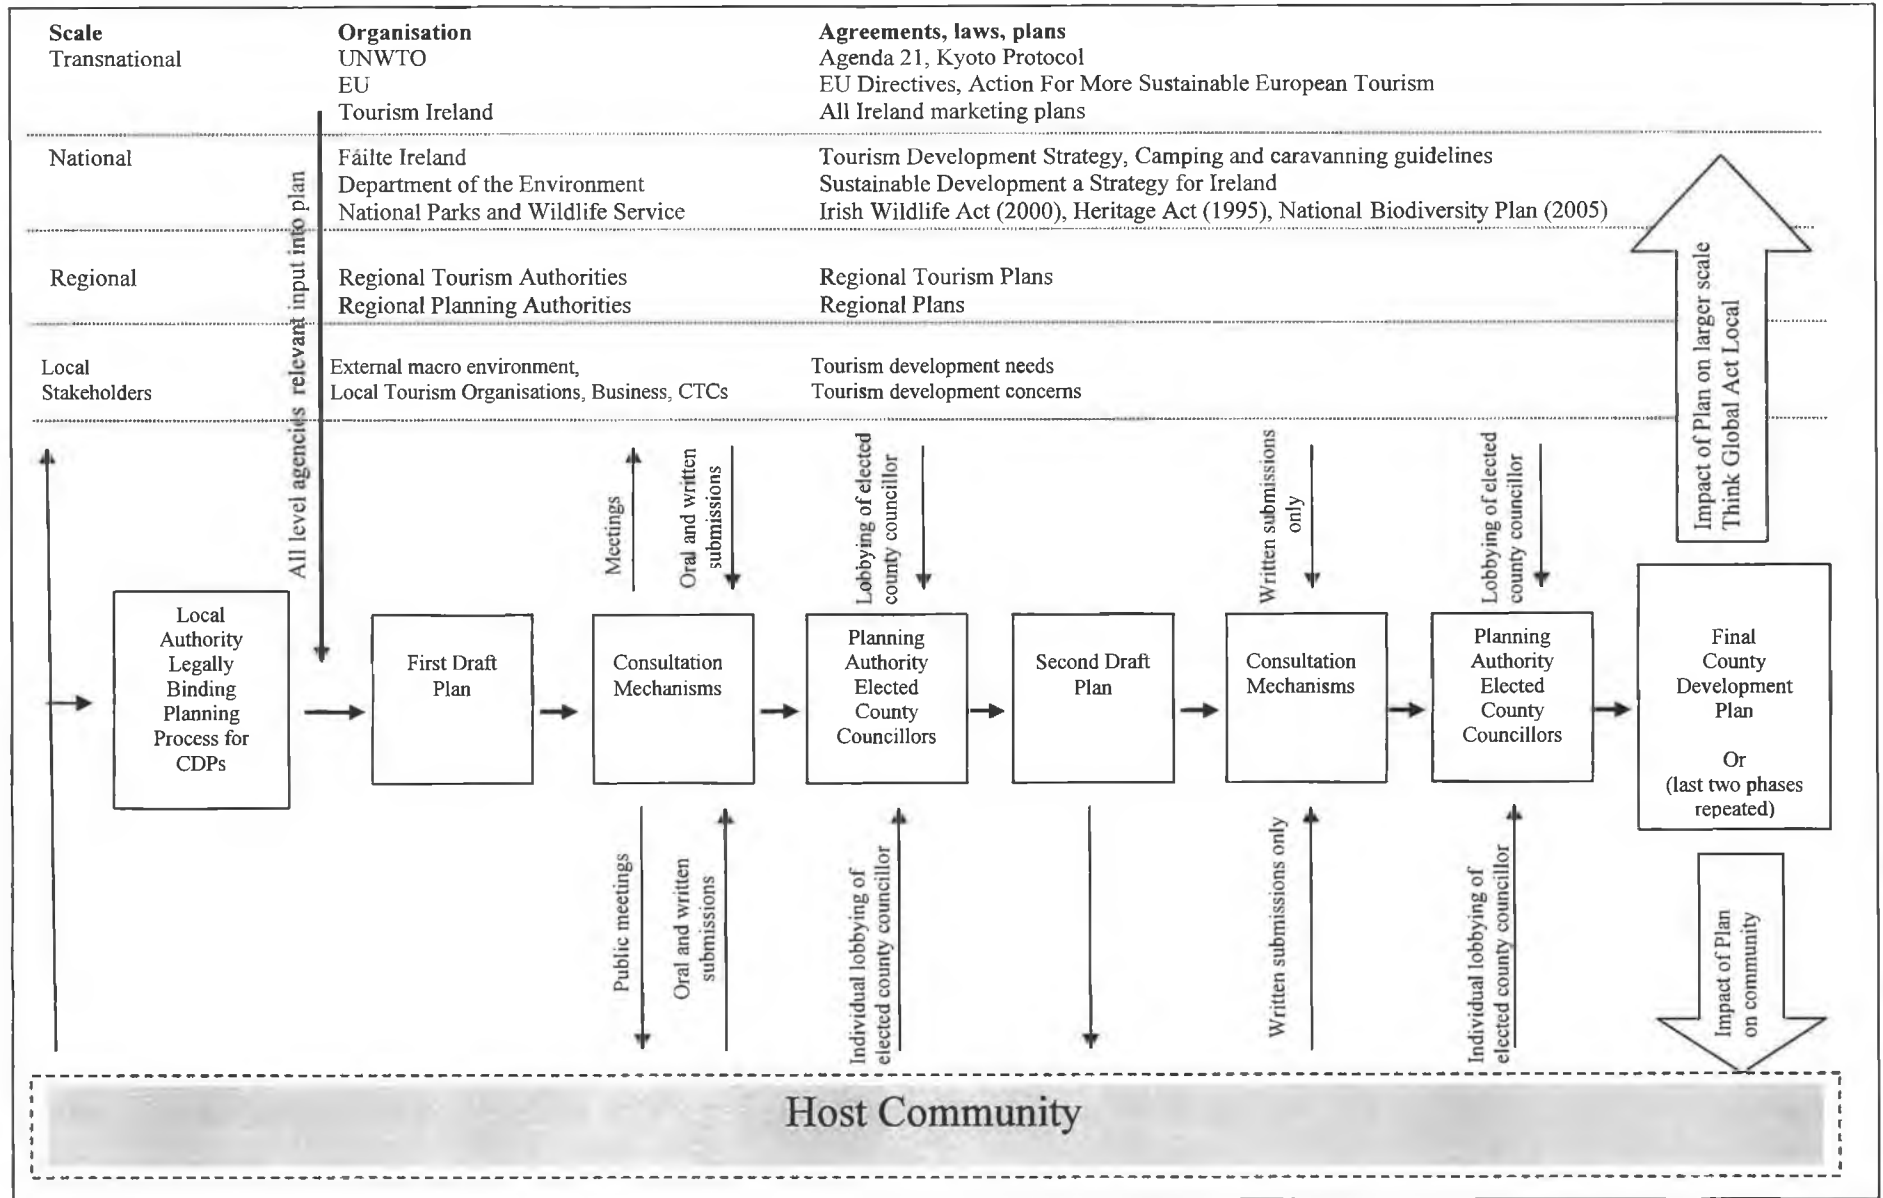 Scale Organisation Agreements, laws, plans
Transnational UNWTO Agenda 21, Kyoto Protocol
EU EU Directives, Action For More Sustainable European Tourism
Tourism Ireland All Ireland marketing plans
National Fáilte Ireland Tourism Development Strategy, Camping and caravanning guidelines
Department of the Environment Sustainable Development a Strategy for Ireland
National Parks and Wildlife Service Irish Wildlife Act (2000), Heritage Act (1995), National Biodiversity Plan (2005)
Regional Regional Tourism Authorities Regional Tourism Plans
Regional Planning Authorities Regional Plans
Local External macro environment, Tourism development needs
Stakeholders Local Tourism Organisations, Business, CTCs Tourism development concerns
All level agencies relevant input into plan
Impact of Plan on larger scale
Think Global Act Local
Meetings
Oral and written
submissions
Lobbying of elected
county councillor
Written submissions
only
Lobbying of elected
county councillor
Local
Authority
Legally
Binding
Planning
Process for
CDPs
First Draft
Plan
Consultation
Mechanisms
Planning
Authority
Elected
County
Councillors
Second Draft
Plan
Consultation
Mechanisms
Planning
Authority
Elected
County
Councillors
Final
County
Development
Plan
Or
(last two phases
repeated)
Public meetings
Oral and written
submissions
Individual lobbying of
elected county councillor
Written submissions only
Individual lobbying of
elected county councillor
Impact of Plan
on community
Host Community